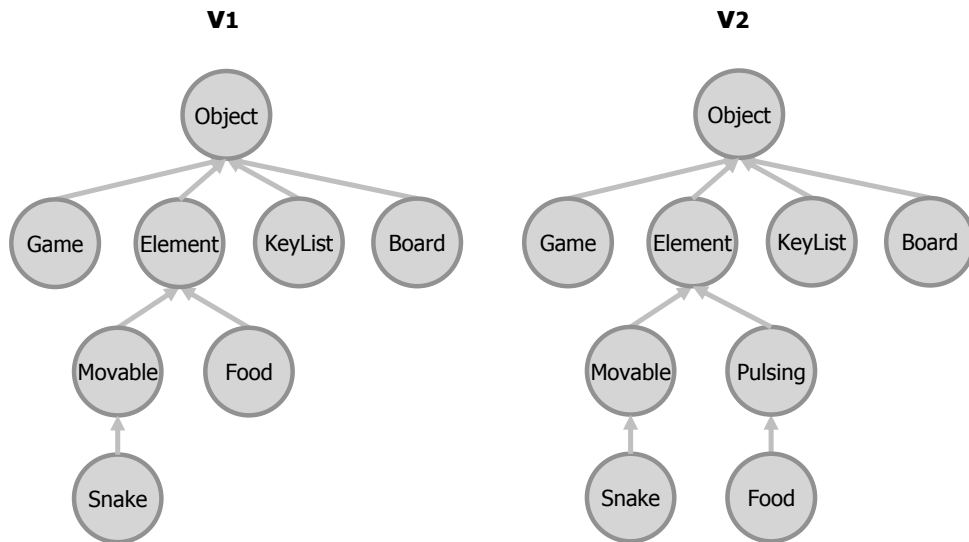 v1
v2
Object
Object
Game Element KeyList Board
Game Element KeyList Board
Movable Food
Movable Pulsing
Snake
Snake Food